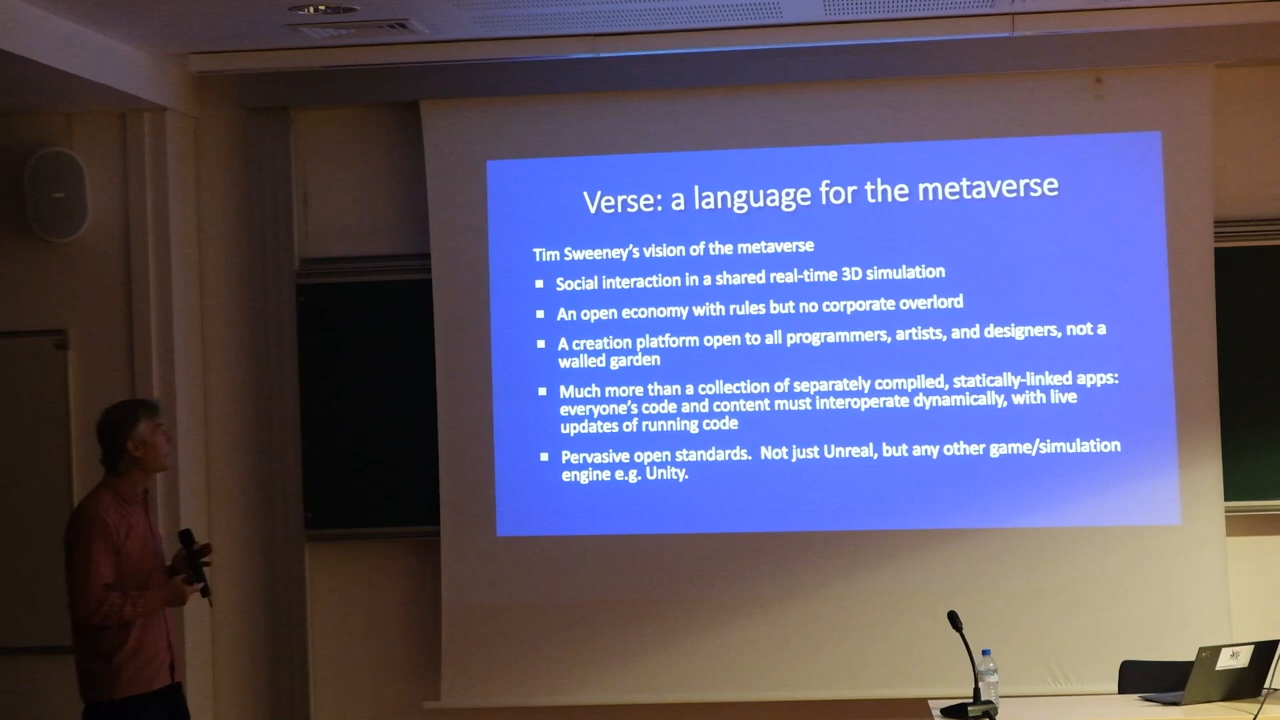 Verse: a language for the metaverse
Tim Sweeney's vision of the metaverse
▪ Social interaction in a shared real-time 3D simulation
▪ An open economy with rules but no corporate overlord
▪ A creation platform open to all programmers, artists, and designers, not a
walled garden
▪ Much more than a collection of separately compiled, statically-linked apps:
everyone's code and content must interoperate dynamically, with live
updates of running code
▪ Pervasive open standards.  Not just Unreal, but any other game/simulation
engine e.g. Unity.